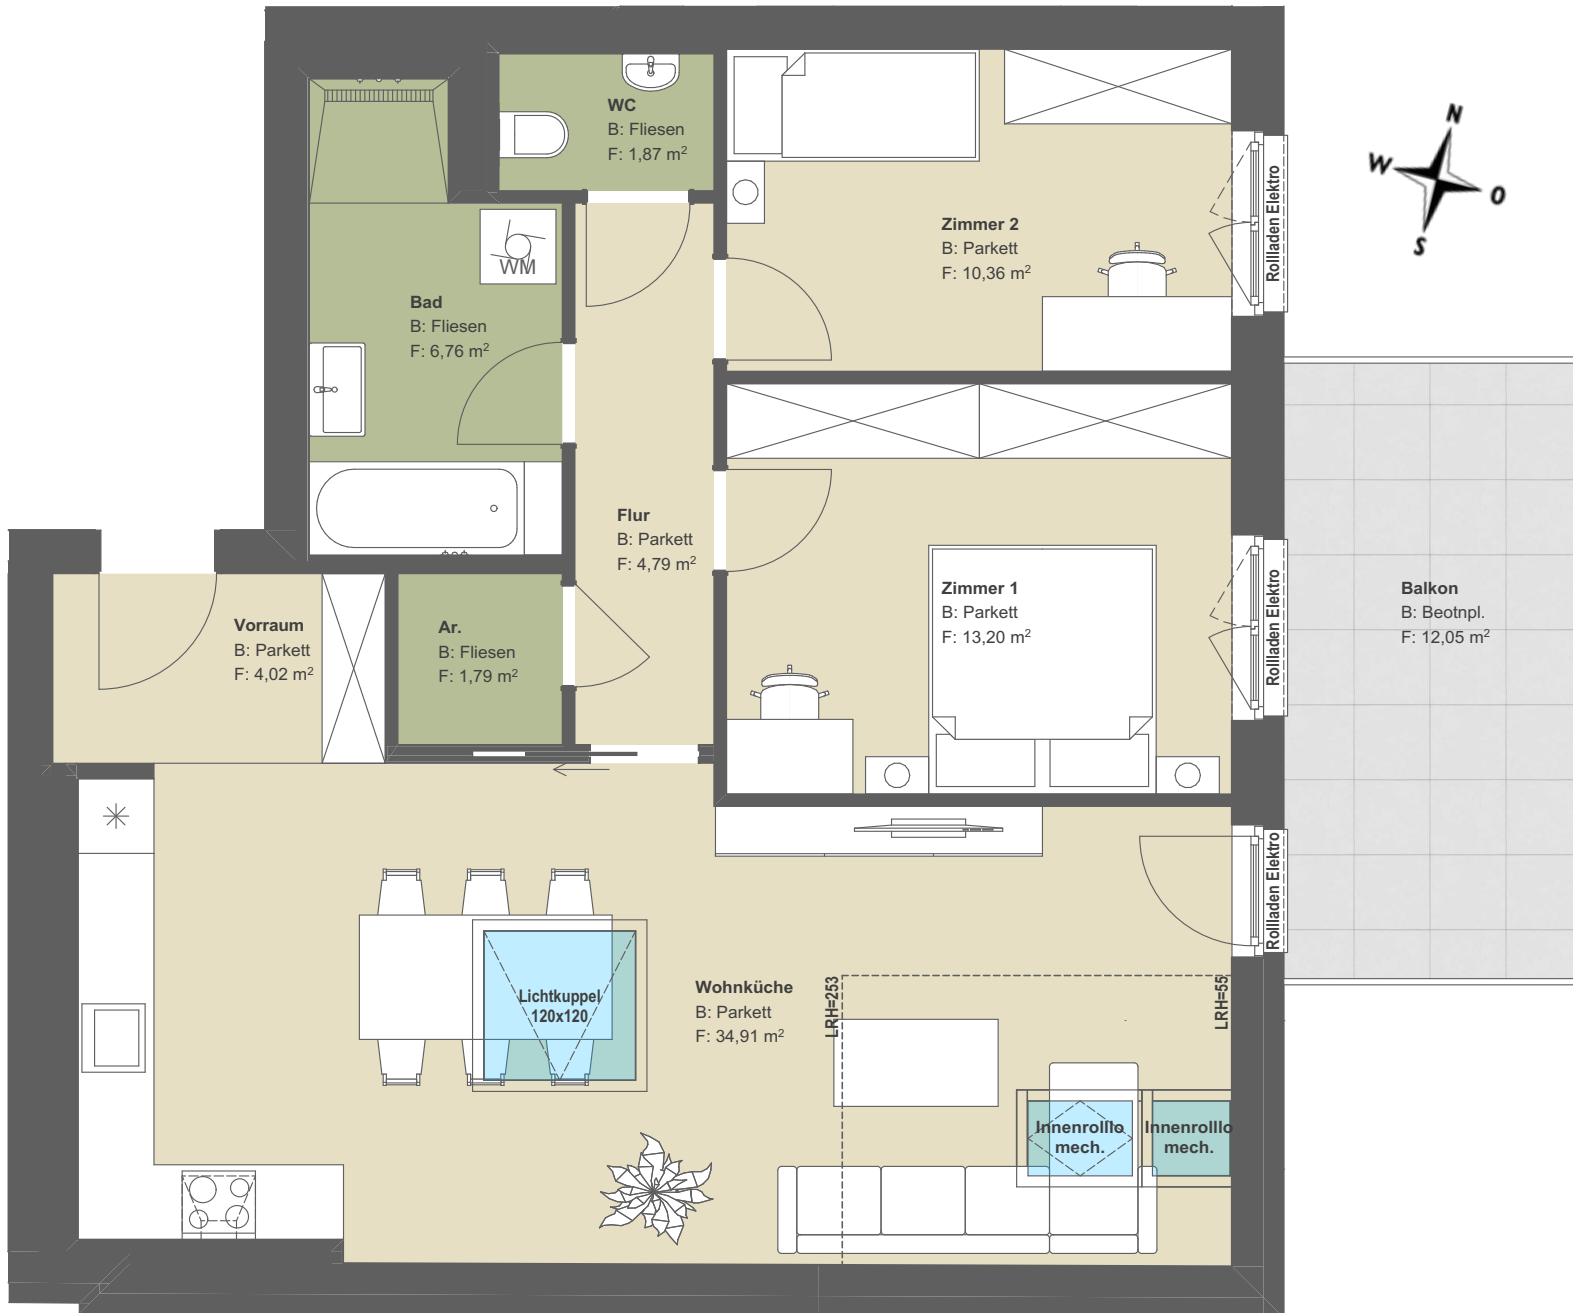 WC
B: Fliesen
F: 1,87 m²
N
W
O
S
Rollladen Elektro
Zimmer 2
B: Parkett
F: 10,36 m²
WM
Bad
B: Fliesen
F: 6,76 m²
Flur
B: Parkett
F: 4,79 m²
Zimmer 1
B: Parkett
F: 13,20 m²
Rollladen Elektro
Balkon
B: Beotnpl.
F: 12,05 m²
Vorraum
B: Parkett
F: 4,02 m²
Ar.
B: Fliesen
F: 1,79 m²
Rollladen Elektro
Lichtkuppel
120x120
Wohnküche
B: Parkett
F: 34,91 m²
LRH=253
LRH=55
Innenrolllo
mech.
Innenrolllo
mech.